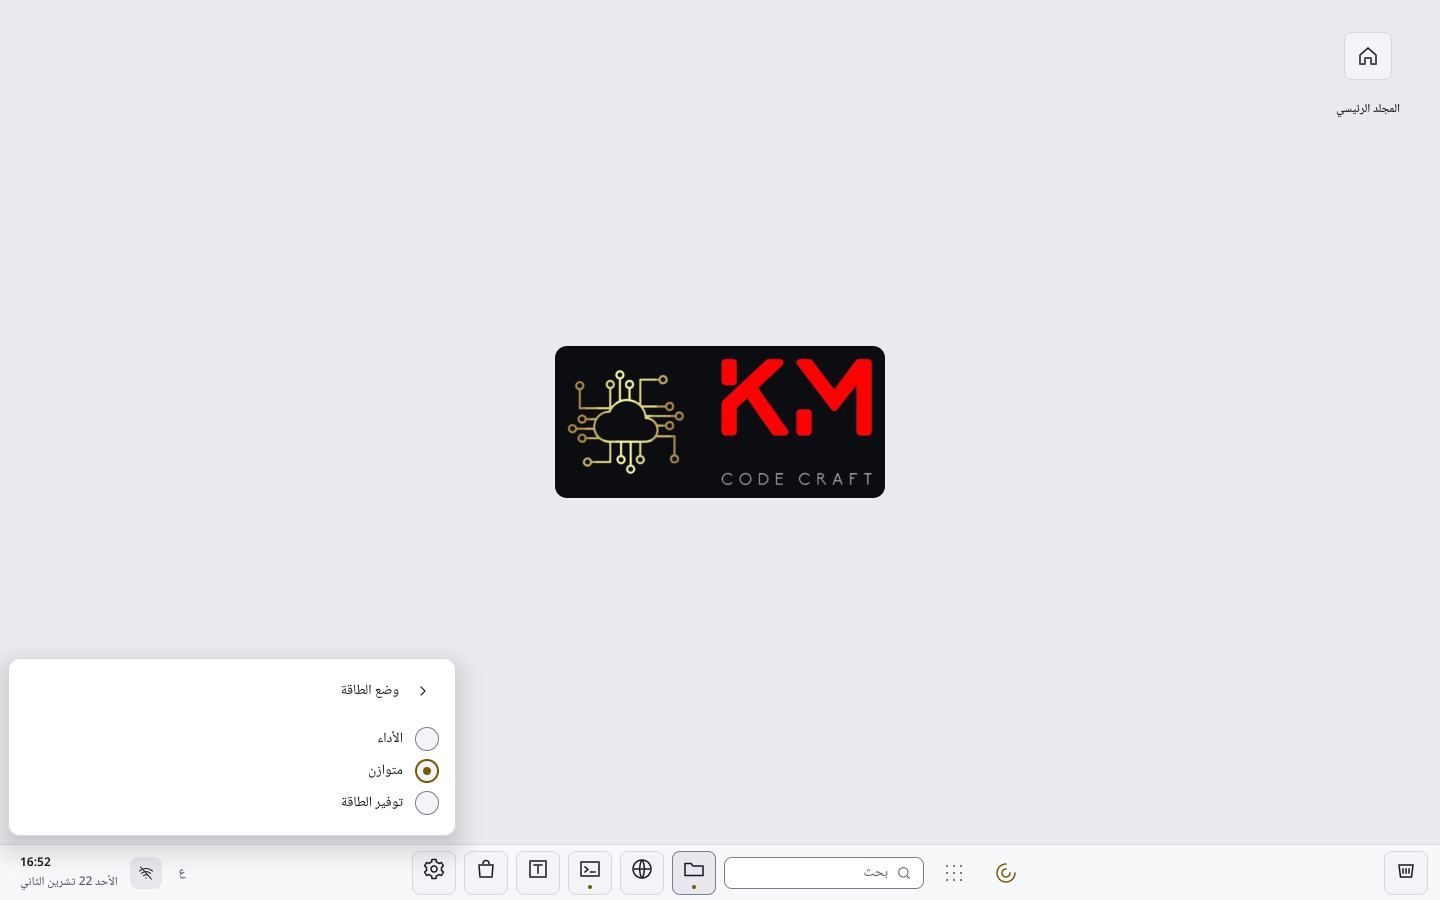 المجلد الرئيسي
KM
CODE CRAFT
وضع الطاقة
الأداء
متوازن
توفير الطاقة
بحث
ع
16:52
الأحد 22 تشرين الثاني